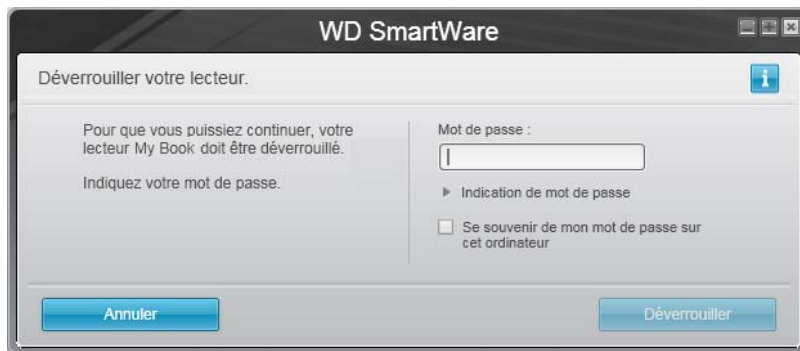 WD SmartWare
Déverrouiller votre lecteur.
i
Pour que vous puissiez continuer, votre
lecteur My Book doit être déverrouillé.
Indiquez votre mot de passe.
Mot de passe :
Indication de mot de passe
Se souvenir de mon mot de passe sur
cet ordinateur
Annuler
Déverrouiller